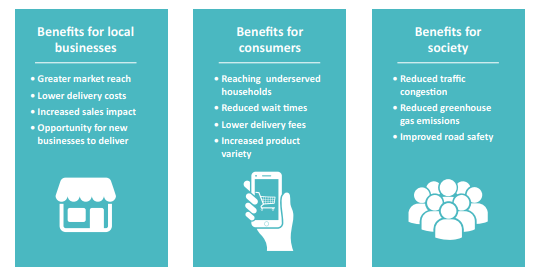 Benefits for local
businesses
• Greater market reach
• Lower delivery costs
• Increased sales impact
• Opportunity for new
businesses to deliver
Benefits for
consumers
• Reaching underserved
households
• Reduced wait times
• Lower delivery fees
• Increased product
variety
Benefits for
society
• Reduced traffic
congestion
• Reduced greenhouse
gas emissions
• Improved road safety